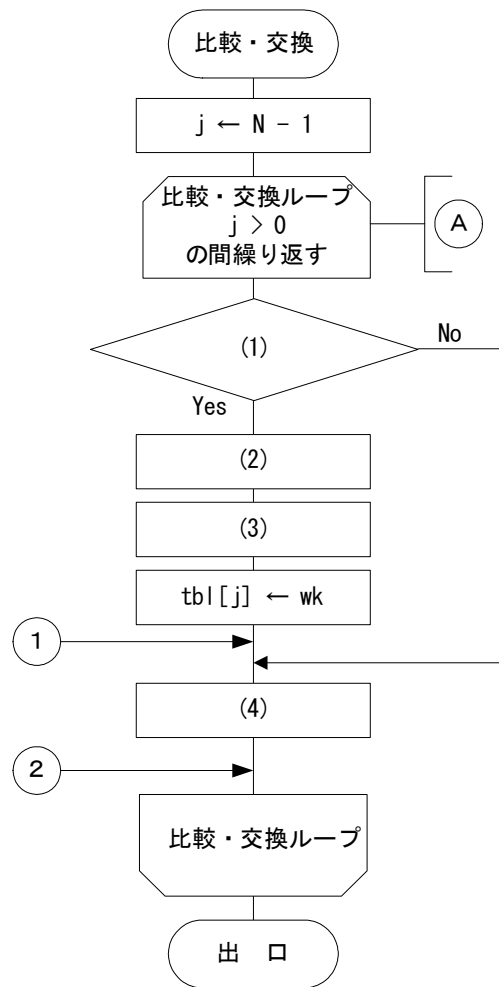 比較・交換
j ← N - 1
比較・交換ループ
j > 0
の間繰り返す
A
(1)
No
Yes
(2)
(3)
tbl[j] ← wk
1
(4)
2
比較・交換ループ
出　口